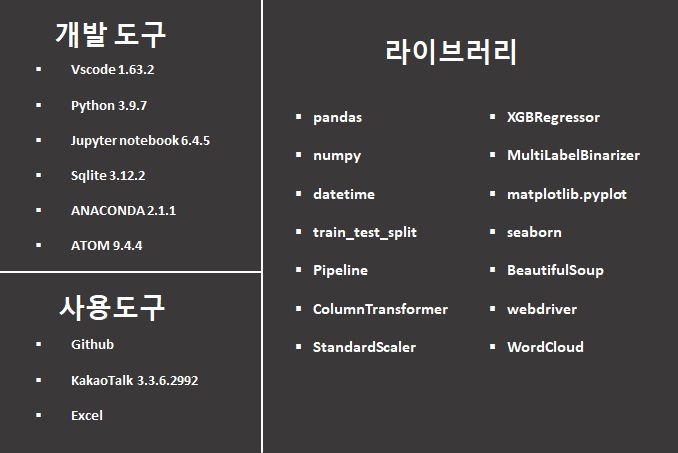 개발 도구
▪ Vscode 1.63.2
▪ Python 3.9.7
▪ Jupyter notebook 6.4.5
▪ Sqlite 3.12.2
▪ ANACONDA 2.1.1
▪ ATOM 9.4.4
사용도구
▪ Github
▪ KakaoTalk 3.3.6.2992
▪ Excel
라이브러리
▪ pandas
▪ numpy
▪ datetime
▪ train_test_split
▪ Pipeline
▪ ColumnTransformer
▪ StandardScaler
▪ XGBRegressor
▪ MultiLabelBinarizer
▪ matplotlib.pyplot
▪ seaborn
▪ BeautifulSoup
▪ webdriver
▪ WordCloud